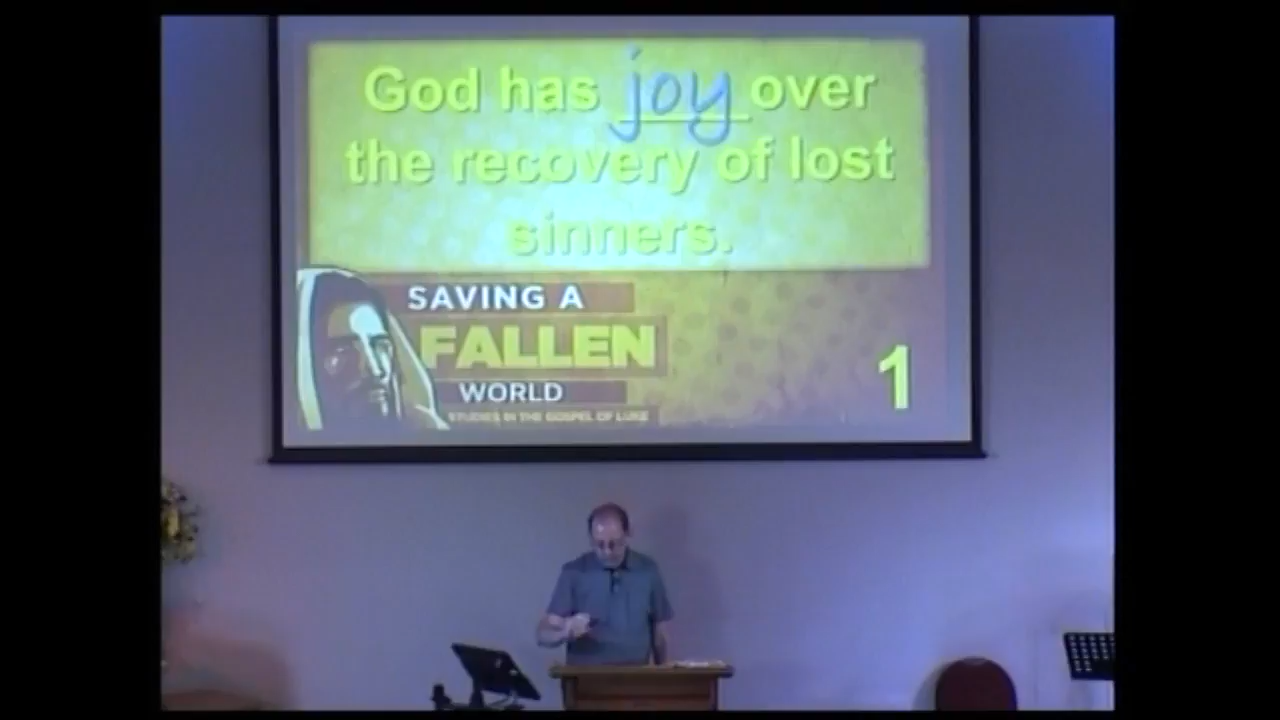 God has joy over
the recovery of lost
sinners.
SAVING A
FALLEN
WORLD
STUDIES IN THE GOSPEL OF LUKE
1